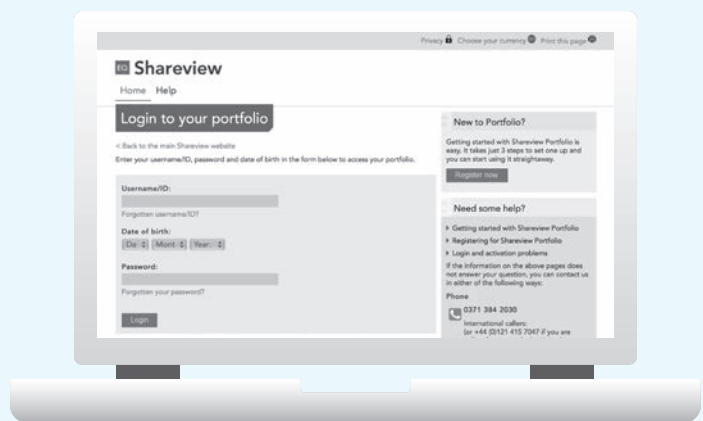 Privacy Choose your currency Print this page
EQ Shareview
Home Help
Login to your portfolio
< Back to the main Shareview website
Enter your username/ID, password and date of birth in the form below to access your portfolio.
Username/ID:
Forgotten username/ID?
Date of birth:
Da Mont Year:
Password:
Forgotten your password?
Login
New to Portfolio?
Getting started with Shareview Portfolio is
easy. It takes just 3 steps to set one up and
you can start using it straightaway.
Register now
Need some help?
Getting started with Shareview Portfolio
Registering for Shareview Portfolio
Login and activation problems
If the information on the above pages does
not answer your question, you can contact us
in either of the following ways:
Phone
0371 384 2030
International callers:
(or +44 (0)121 415 7047 if you are